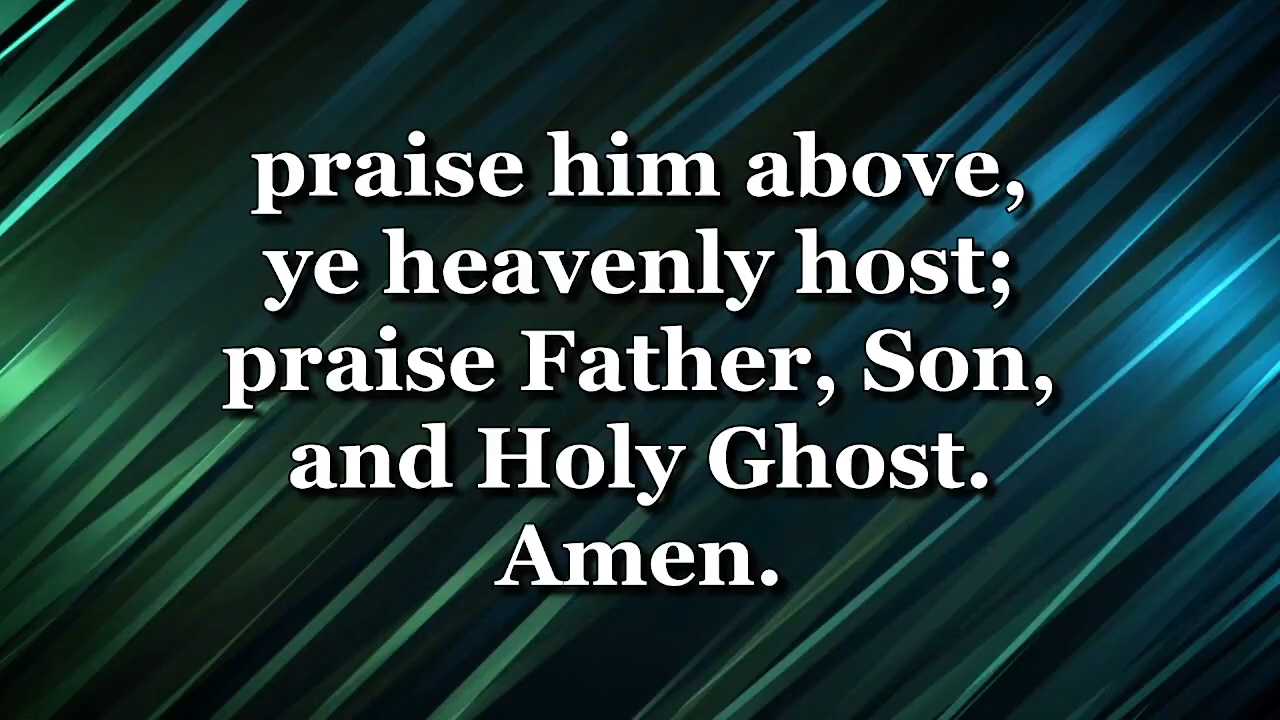 praise him above,
ye heavenly host;
praise Father, Son,
and Holy Ghost.
Amen.